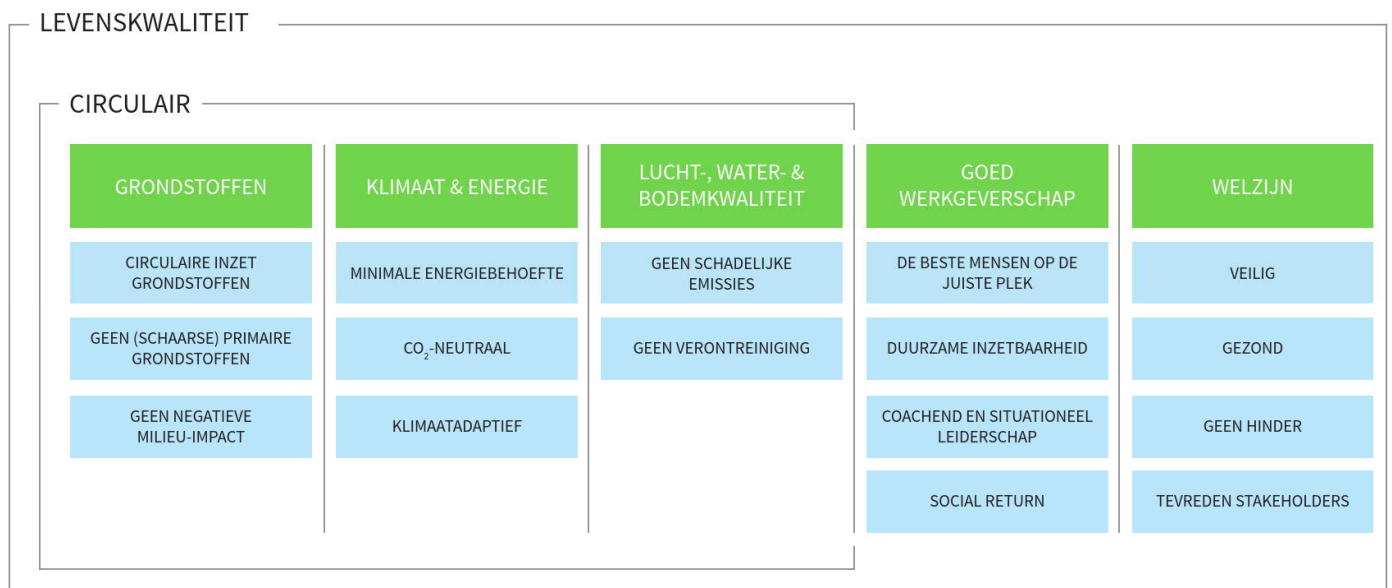 LEVENSKWALITEIT
CIRCULAIR
GRONDSTOFFEN
CIRCULAIRE INZET
GRONDSTOFFEN
GEEN (SCHAARSE) PRIMAIRE
GRONDSTOFFEN
GEEN NEGATIEVE
MILIEU-IMPACT
KLIMAAT & ENERGIE
MINIMALE ENERGIEBEHOEFTE
CO₂-NEUTRAAL
KLIMAATADAPTIEF
LUCHT-, WATER- &
BODEMKWALITEIT
GEEN SCHADELIJKE
EMISSIES
GEEN VERONTREINIGING
GOED
WERKGEVERSCHAP
DE BESTE MENSEN OP DE
JUISTE PLEK
DUURZAME INZETBAARHEID
COACHEND EN SITUATIONEEL
LEIDERSCHAP
SOCIAL RETURN
WELZIJN
VEILIG
GEZOND
GEEN HINDER
TEVREDEN STAKEHOLDERS